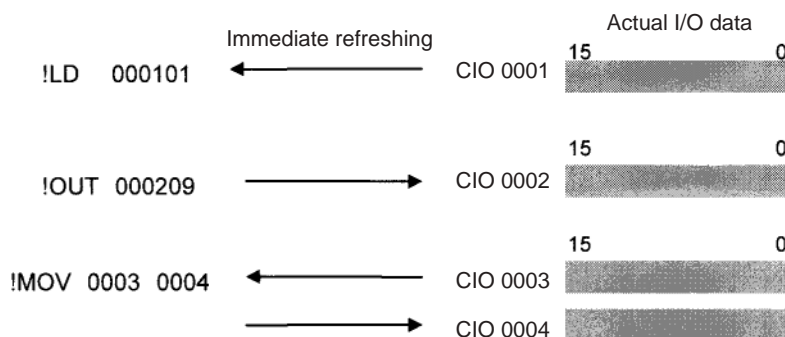 Actual I/O data
Immediate refreshing
15 0
!LD 000101 CIO 0001
15 0
!OUT 000209 CIO 0002
15 0
!MOV 0003 0004 CIO 0003
CIO 0004